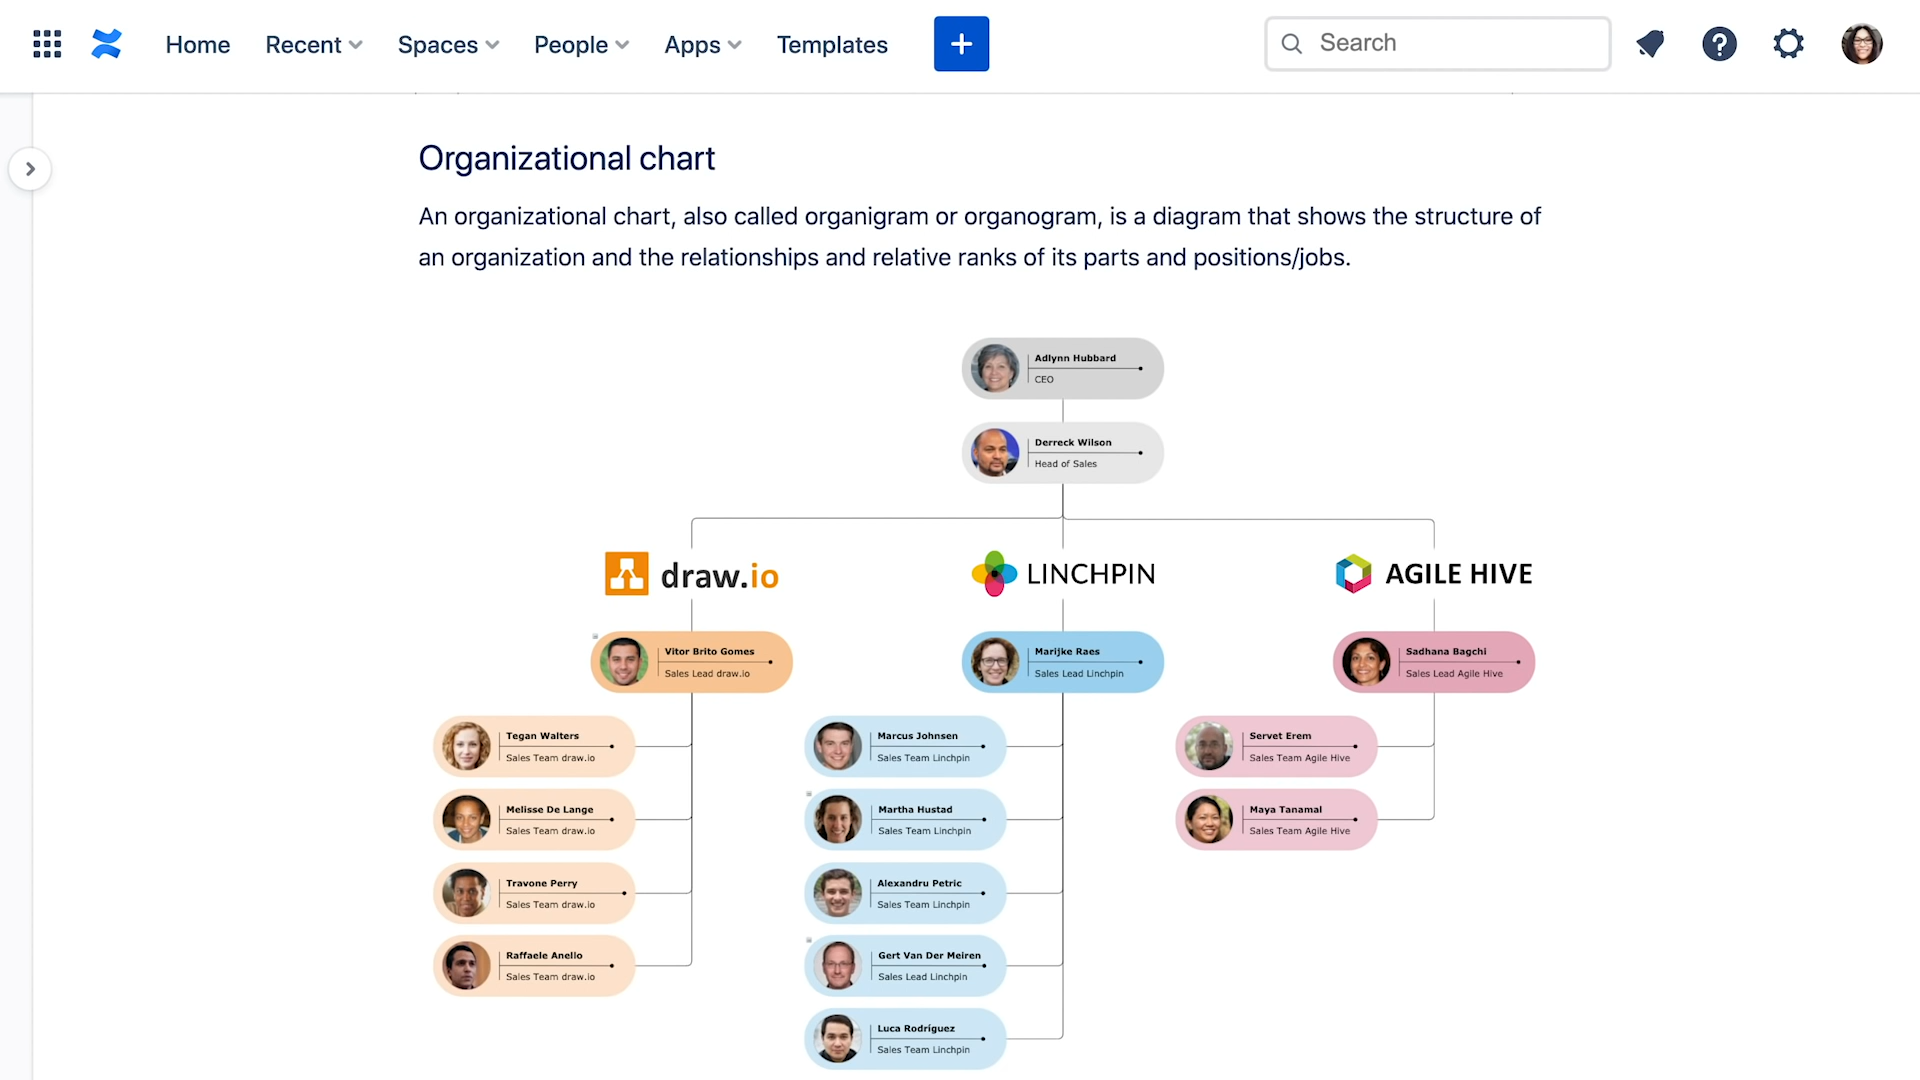 Home Recent Spaces People Apps Templates + Search ?
Organizational chart
An organizational chart, also called organigram or organogram, is a diagram that shows the structure of
an organization and the relationships and relative ranks of its parts and positions/jobs.
Adlynn Hubbard
CEO
Derreck Wilson
Head of Sales
draw.io
LINCHPIN
AGILE HIVE
Vitor Brito Gomes
Sales Lead draw.io
Marijke Raes
Sales Lead Linchpin
Sadhana Bagchi
Sales Lead Agile Hive
Tegan Walters
Sales Team draw.io
Marcus Johnsen
Sales Team Linchpin
Servet Erem
Sales Team Agile Hive
Melisse De Lange
Sales Team draw.io
Martha Hustad
Sales Team Linchpin
Maya Tanamal
Sales Team Agile Hive
Travone Perry
Sales Team draw.io
Alexandru Petric
Sales Team Linchpin
Raffaele Anello
Sales Team draw.io
Gert Van Der Meiren
Sales Lead Linchpin
Luca Rodríguez
Sales Team Linchpin